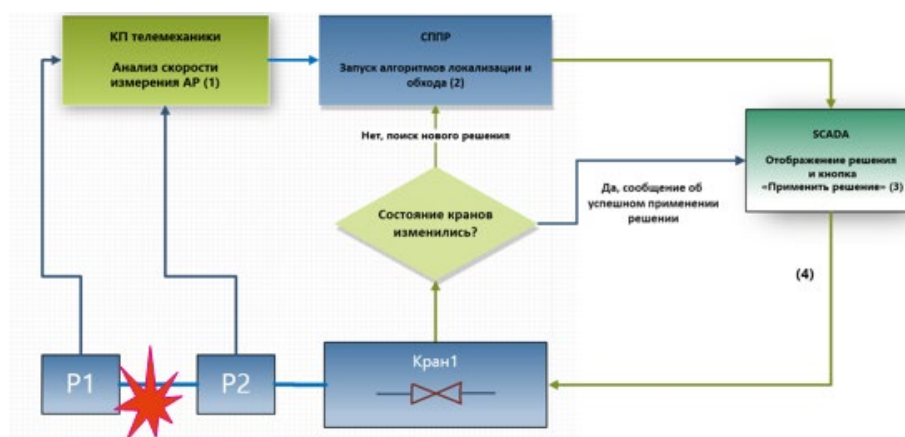 КП телемеханики
Анализ скорости
измерения АР (1)
СППР
Запуск алгоритмов локализации и
обхода (2)
Нет, поиск нового решения
SCADA
Отображенеие решения
и кнопка
«Применить решение» (3)
Состояние кранов
изменились?
Да, сообщение об
успешном применении
решении
(4)
P1
P2
Кран1